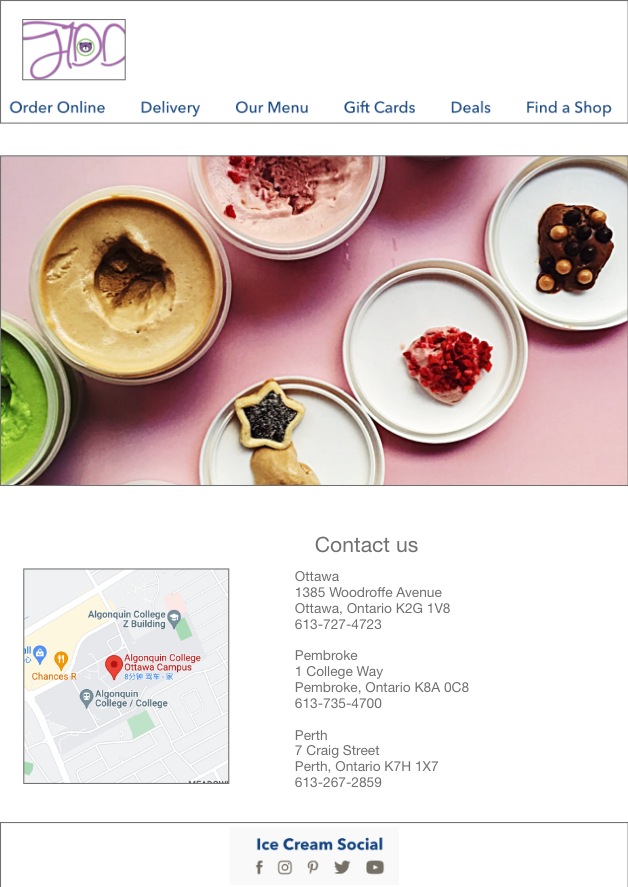 Order Online Delivery Our Menu Gift Cards Deals Find a Shop
Contact us
Ottawa
1385 Woodroffe Avenue
Ottawa, Ontario K2G 1V8
613-727-4723
Pembroke
1 College Way
Pembroke, Ontario K8A 0C8
613-735-4700
Perth
7 Craig Street
Perth, Ontario K7H 1X7
613-267-2859
Algonquin College
Z Building
Chances R
Algonquin College
Ottawa Campus
8分钟 驾车 - 家
Algonquin
College / College
Ice Cream Social